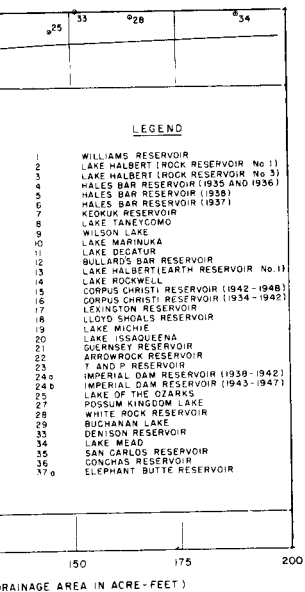 33
28
34
25
LEGEND
1 WILLIAMS RESERVOIR
2 LAKE HALBERT (ROCK RESERVOIR No 1)
3 LAKE HALBERT (ROCK RESERVOIR No 3)
4 HALES BAR RESERVOIR (1935 AND 1936)
5 HALES BAR RESERVOIR (1938)
6 HALES BAR RESERVOIR (1937)
7 KEOKUK RESERVOIR
8 LAKE TANEYCOMO
9 WILSON LAKE
10 LAKE MARINUKA
11 LAKE DECATUR
12 BULLARDS BAR RESERVOIR
13 LAKE HALBERT (EARTH RESERVOIR No. 1)
14 LAKE ROCKWELL
15 CORPUS CHRISTI RESERVOIR (1942-1948)
16 CORPUS CHRISTI RESERVOIR (1934-1942)
17 LEXINGTON RESERVOIR
18 LLOYD SHOALS RESERVOIR
19 LAKE MICHIE
20 LAKE ISSAQUEENA
21 GUERNSEY RESERVOIR
22 ARROWROCK RESERVOIR
23 T AND P RESERVOIR
24a IMPERIAL DAM RESERVOIR (1938-1942)
24b IMPERIAL DAM RESERVOIR (1943-1947)
25 LAKE OF THE OZARKS
27 POSSUM KINGDOM LAKE
28 WHITE ROCK RESERVOIR
29 BUCHANAN LAKE
33 DENISON RESERVOIR
34 LAKE MEAD
35 SAN CARLOS RESERVOIR
36 CONCHAS RESERVOIR
37a ELEPHANT BUTTE RESERVOIR
150 175 200
DRAINAGE AREA IN ACRE-FEET)